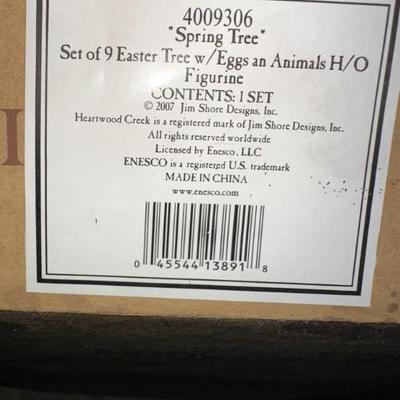 4009306
"Spring Tree"
Set of 9 Easter Tree w/Eggs an Animals H/O
Figurine
CONTENTS: 1 SET
© 2007 Jim Shore Designs, Inc.
Heartwood Creek is a registered mark of Jim Shore Designs, Inc.
All rights reserved worldwide
Licensed by Enesco, LLC
ENESCO is a registered U.S. trademark
MADE IN CHINA
www.enesco.com
0 45544 13891 8